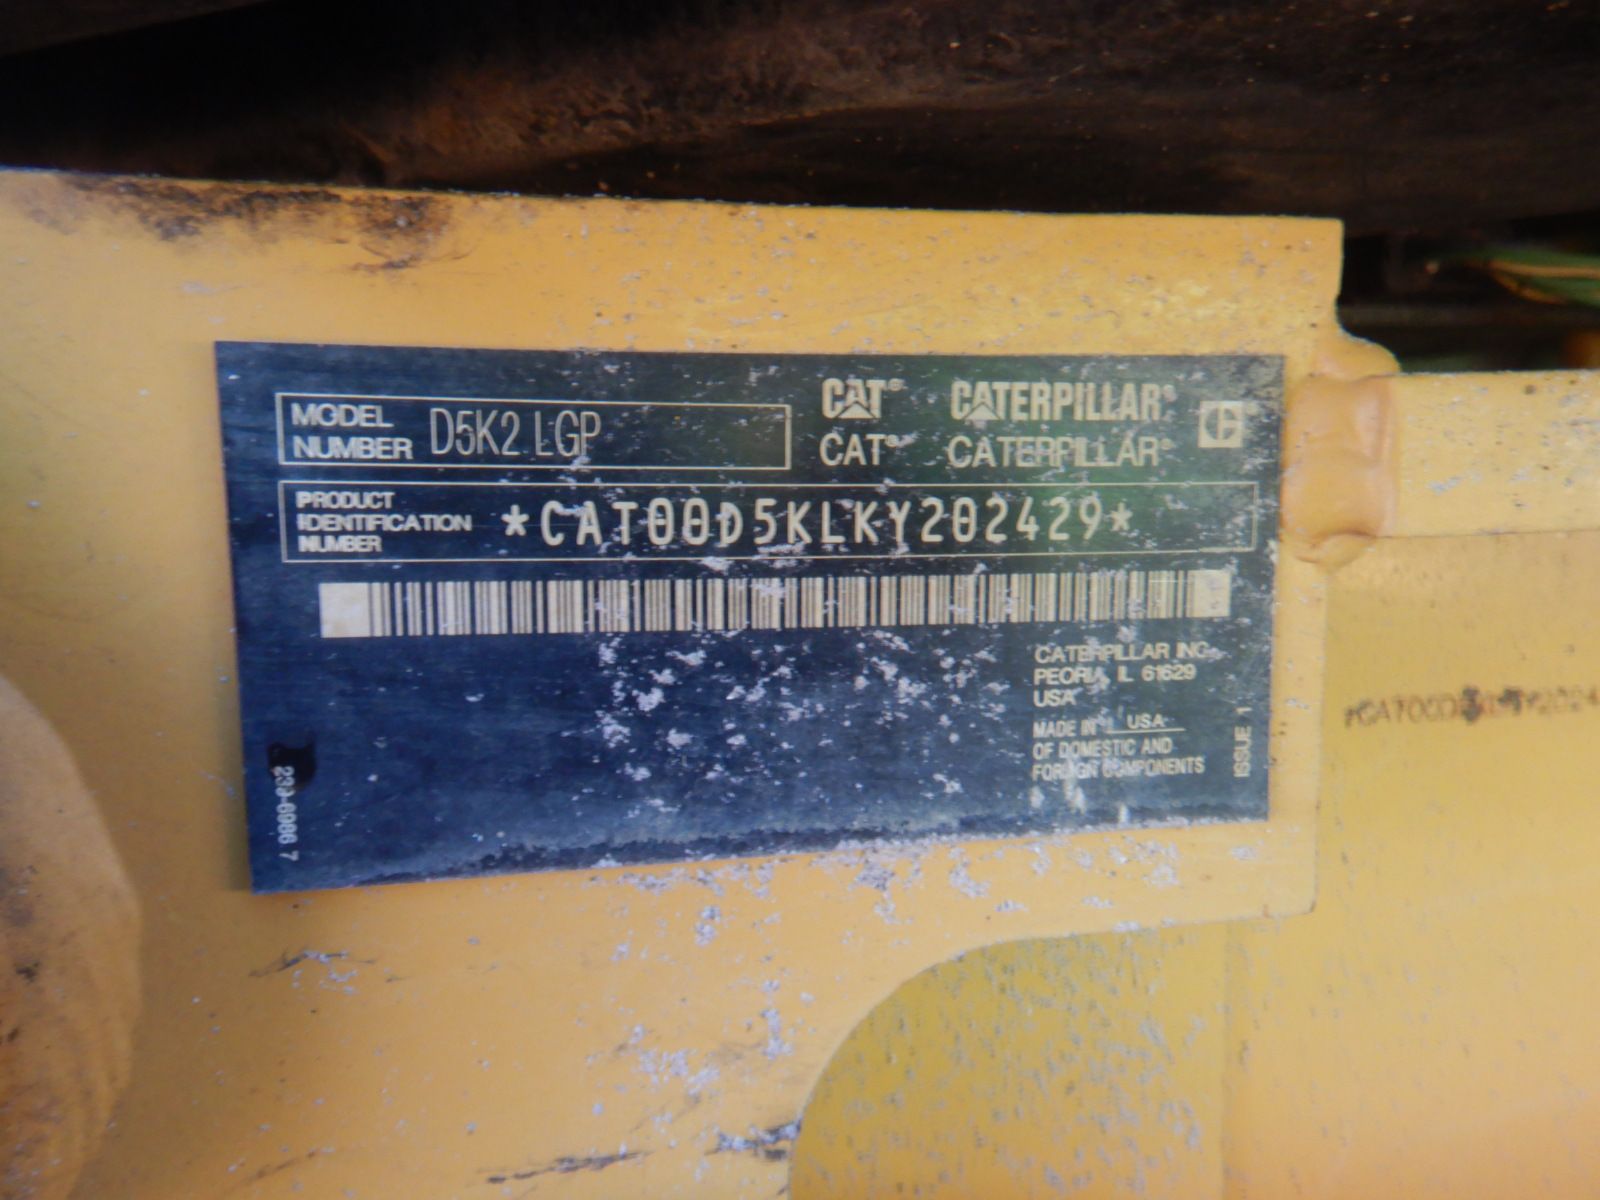 MODEL NUMBER D5K2 LGP
CAT® CATERPILLAR®
CAT® CATERPILLAR®
PRODUCT IDENTIFICATION NUMBER *CAT00D5KLKY202429*
CATERPILLAR INC.
PEORIA, IL 61629
USA
MADE IN USA
OF DOMESTIC AND
FOREIGN COMPONENTS
ISSUE 1